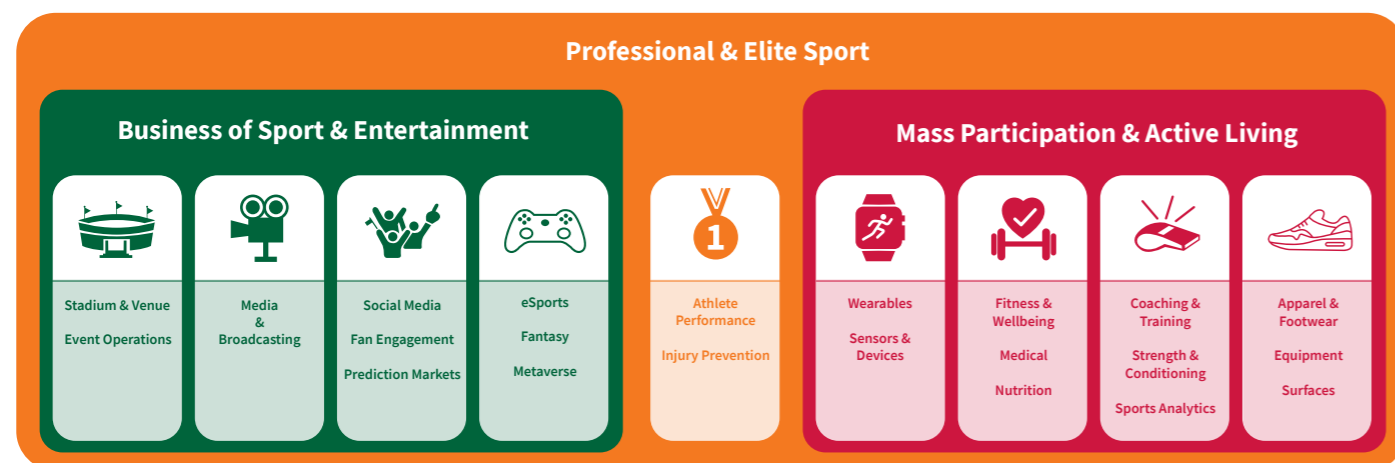 Professional & Elite Sport
Business of Sport & Entertainment
Stadium & Venue
Event Operations
Media
&
Broadcasting
Social Media
Fan Engagement
Prediction Markets
eSports
Fantasy
Metaverse
1
Athlete
Performance
Injury Prevention
Mass Participation & Active Living
Wearables
Sensors &
Devices
Fitness &
Wellbeing
Medical
Nutrition
Coaching &
Training
Strength &
Conditioning
Sports Analytics
Apparel &
Footwear
Equipment
Surfaces